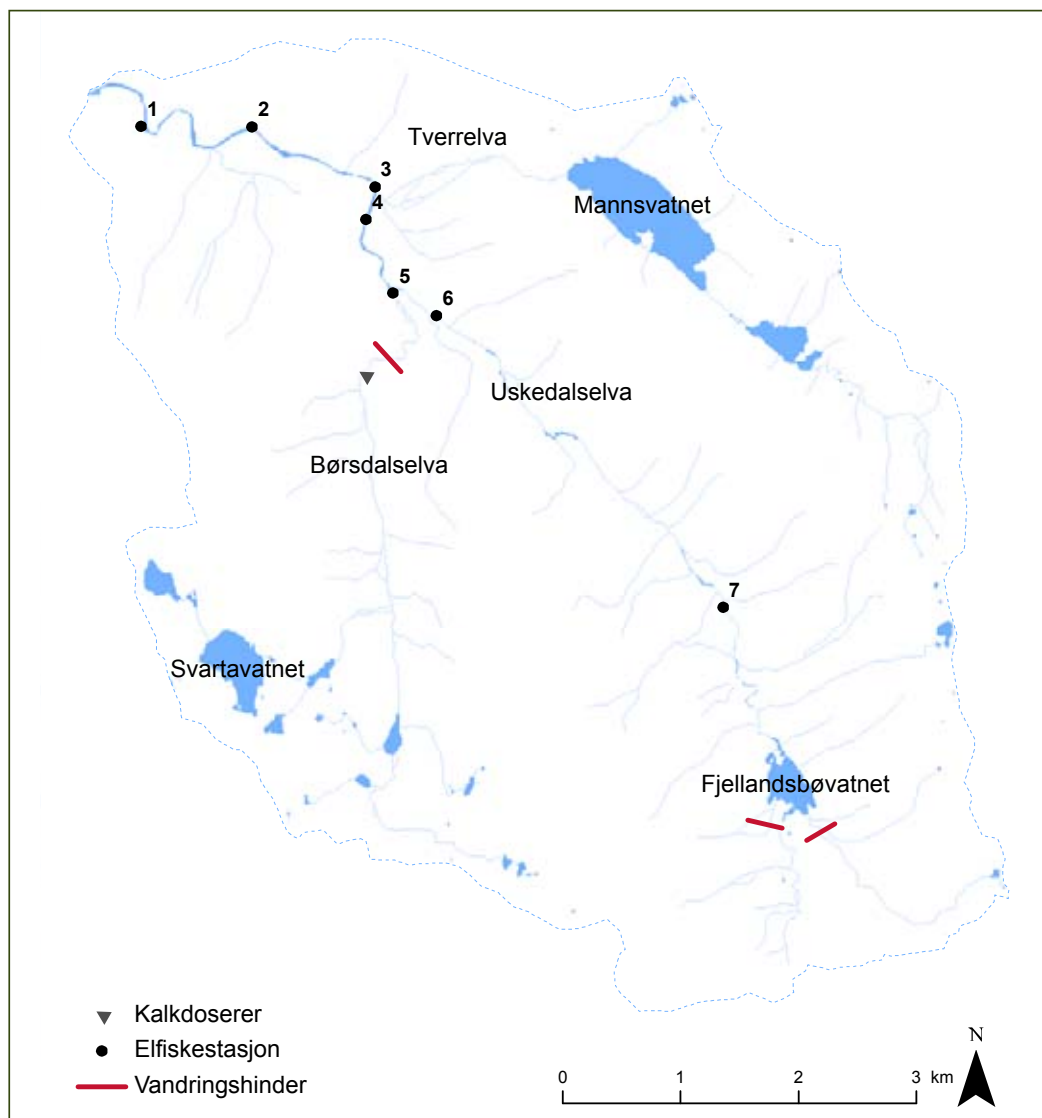 1
2
Tverrelva
3
Mannsvatnet
4
5
6
Uskedalselva
Børsdalselva
7
Svartavatnet
Fjellandsbøvatnet
Kalkdoserer
Elfiskestasjon
Vandringshinder
N
0 1 2 3 km